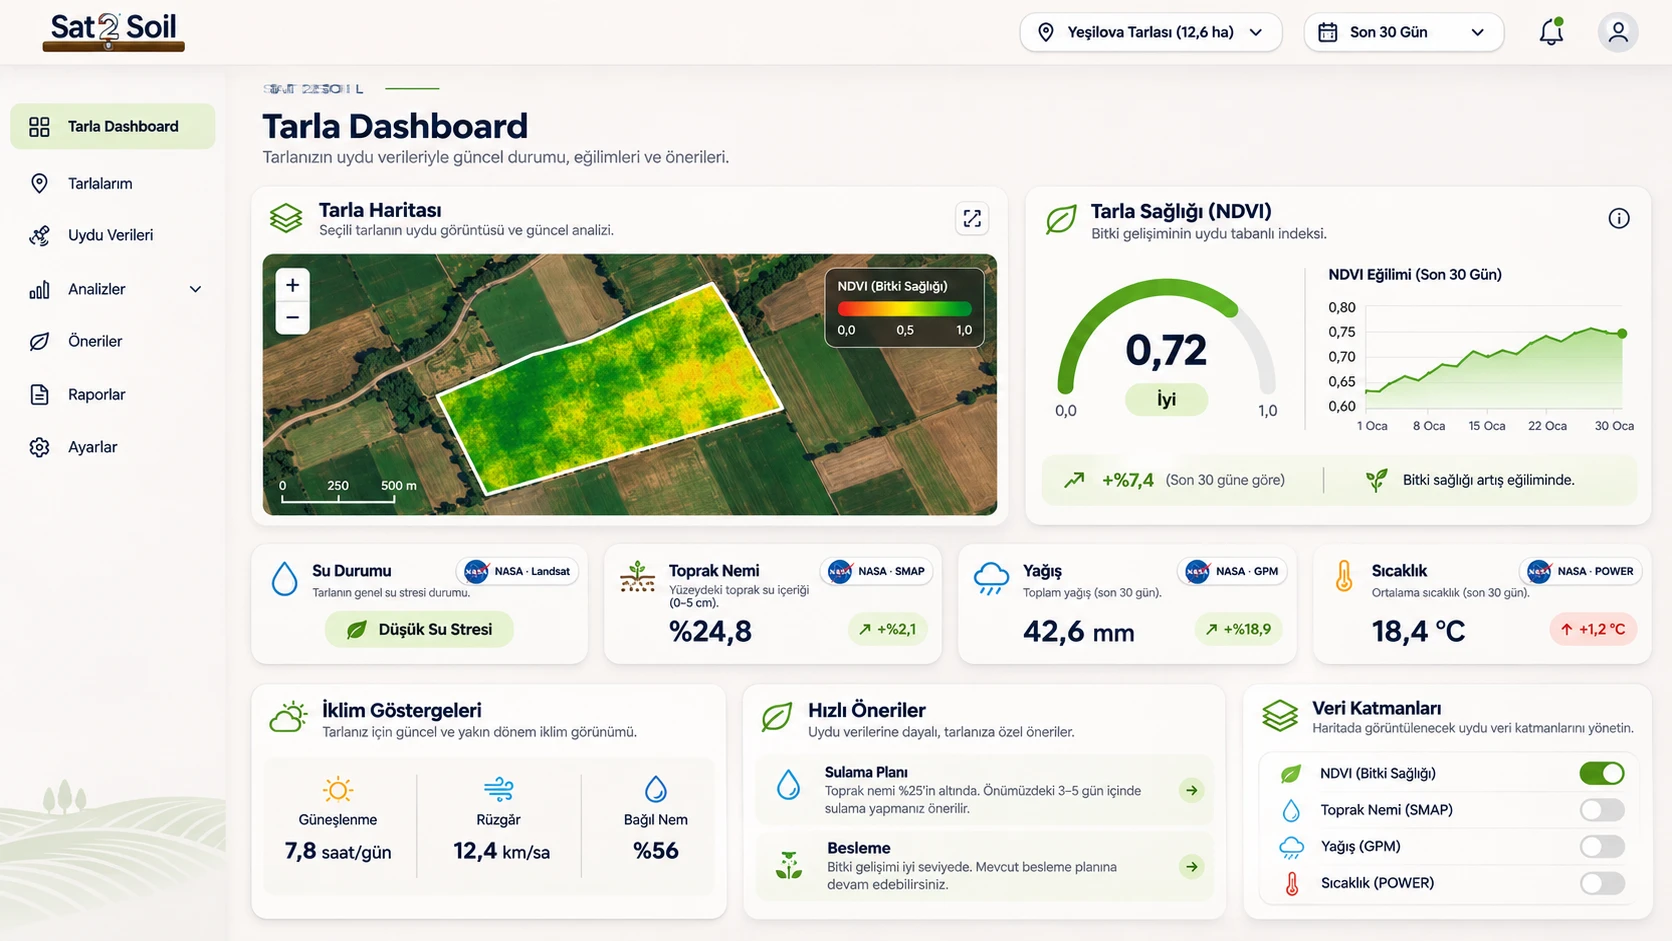 Sat2Soil
Yeşilova Tarlası (12,6 ha)
Son 30 Gün
Tarla Dashboard
Tarlalarım
Uydu Verileri
Analizler
Öneriler
Raporlar
Ayarlar
Tarla Dashboard
Tarlanızın uydu verileriyle güncel durumu, eğilimleri ve önerileri.
Tarla Haritası
Seçili tarlanın uydu görüntüsü ve güncel analizi.
+
−
NDVI (Bitki Sağlığı)
0,0 0,5 1,0
0 250 500 m
Tarla Sağlığı (NDVI)
Bitki gelişiminin uydu tabanlı indeksi.
0,72
İyi
0,0 1,0
NDVI Eğilimi (Son 30 Gün)
0,80
0,75
0,70
0,65
0,60
1 Oca 8 Oca 15 Oca 22 Oca 30 Oca
+%7,4 (Son 30 güne göre)
Bitki sağlığı artış eğiliminde.
Su Durumu
NASA · Landsat
Tarlanın genel su stresi durumu.
Düşük Su Stresi
Toprak Nemi
NASA · SMAP
Yüzeydeki toprak su içeriği
(0–5 cm).
%24,8
+%2,1
Yağış
NASA · GPM
Toplam yağış (son 30 gün).
42,6 mm
+%18,9
Sıcaklık
NASA · POWER
Ortalama sıcaklık (son 30 gün).
18,4 °C
+1,2 °C
İklim Göstergeleri
Tarlanız için güncel ve yakın dönem iklim görünümü.
Güneşlenme
7,8 saat/gün
Rüzgâr
12,4 km/sa
Bağıl Nem
%56
Hızlı Öneriler
Uydu verilerine dayalı, tarlanıza özel öneriler.
Sulama Planı
Toprak nemi %25'in altında. Önümüzdeki 3–5 gün içinde
sulama yapmanız önerilir.
Besleme
Bitki gelişimi iyi seviyede. Mevcut besleme planına
devam edebilirsiniz.
Veri Katmanları
Haritada görüntülenecek uydu veri katmanlarını yönetin.
NDVI (Bitki Sağlığı)
Toprak Nemi (SMAP)
Yağış (GPM)
Sıcaklık (POWER)